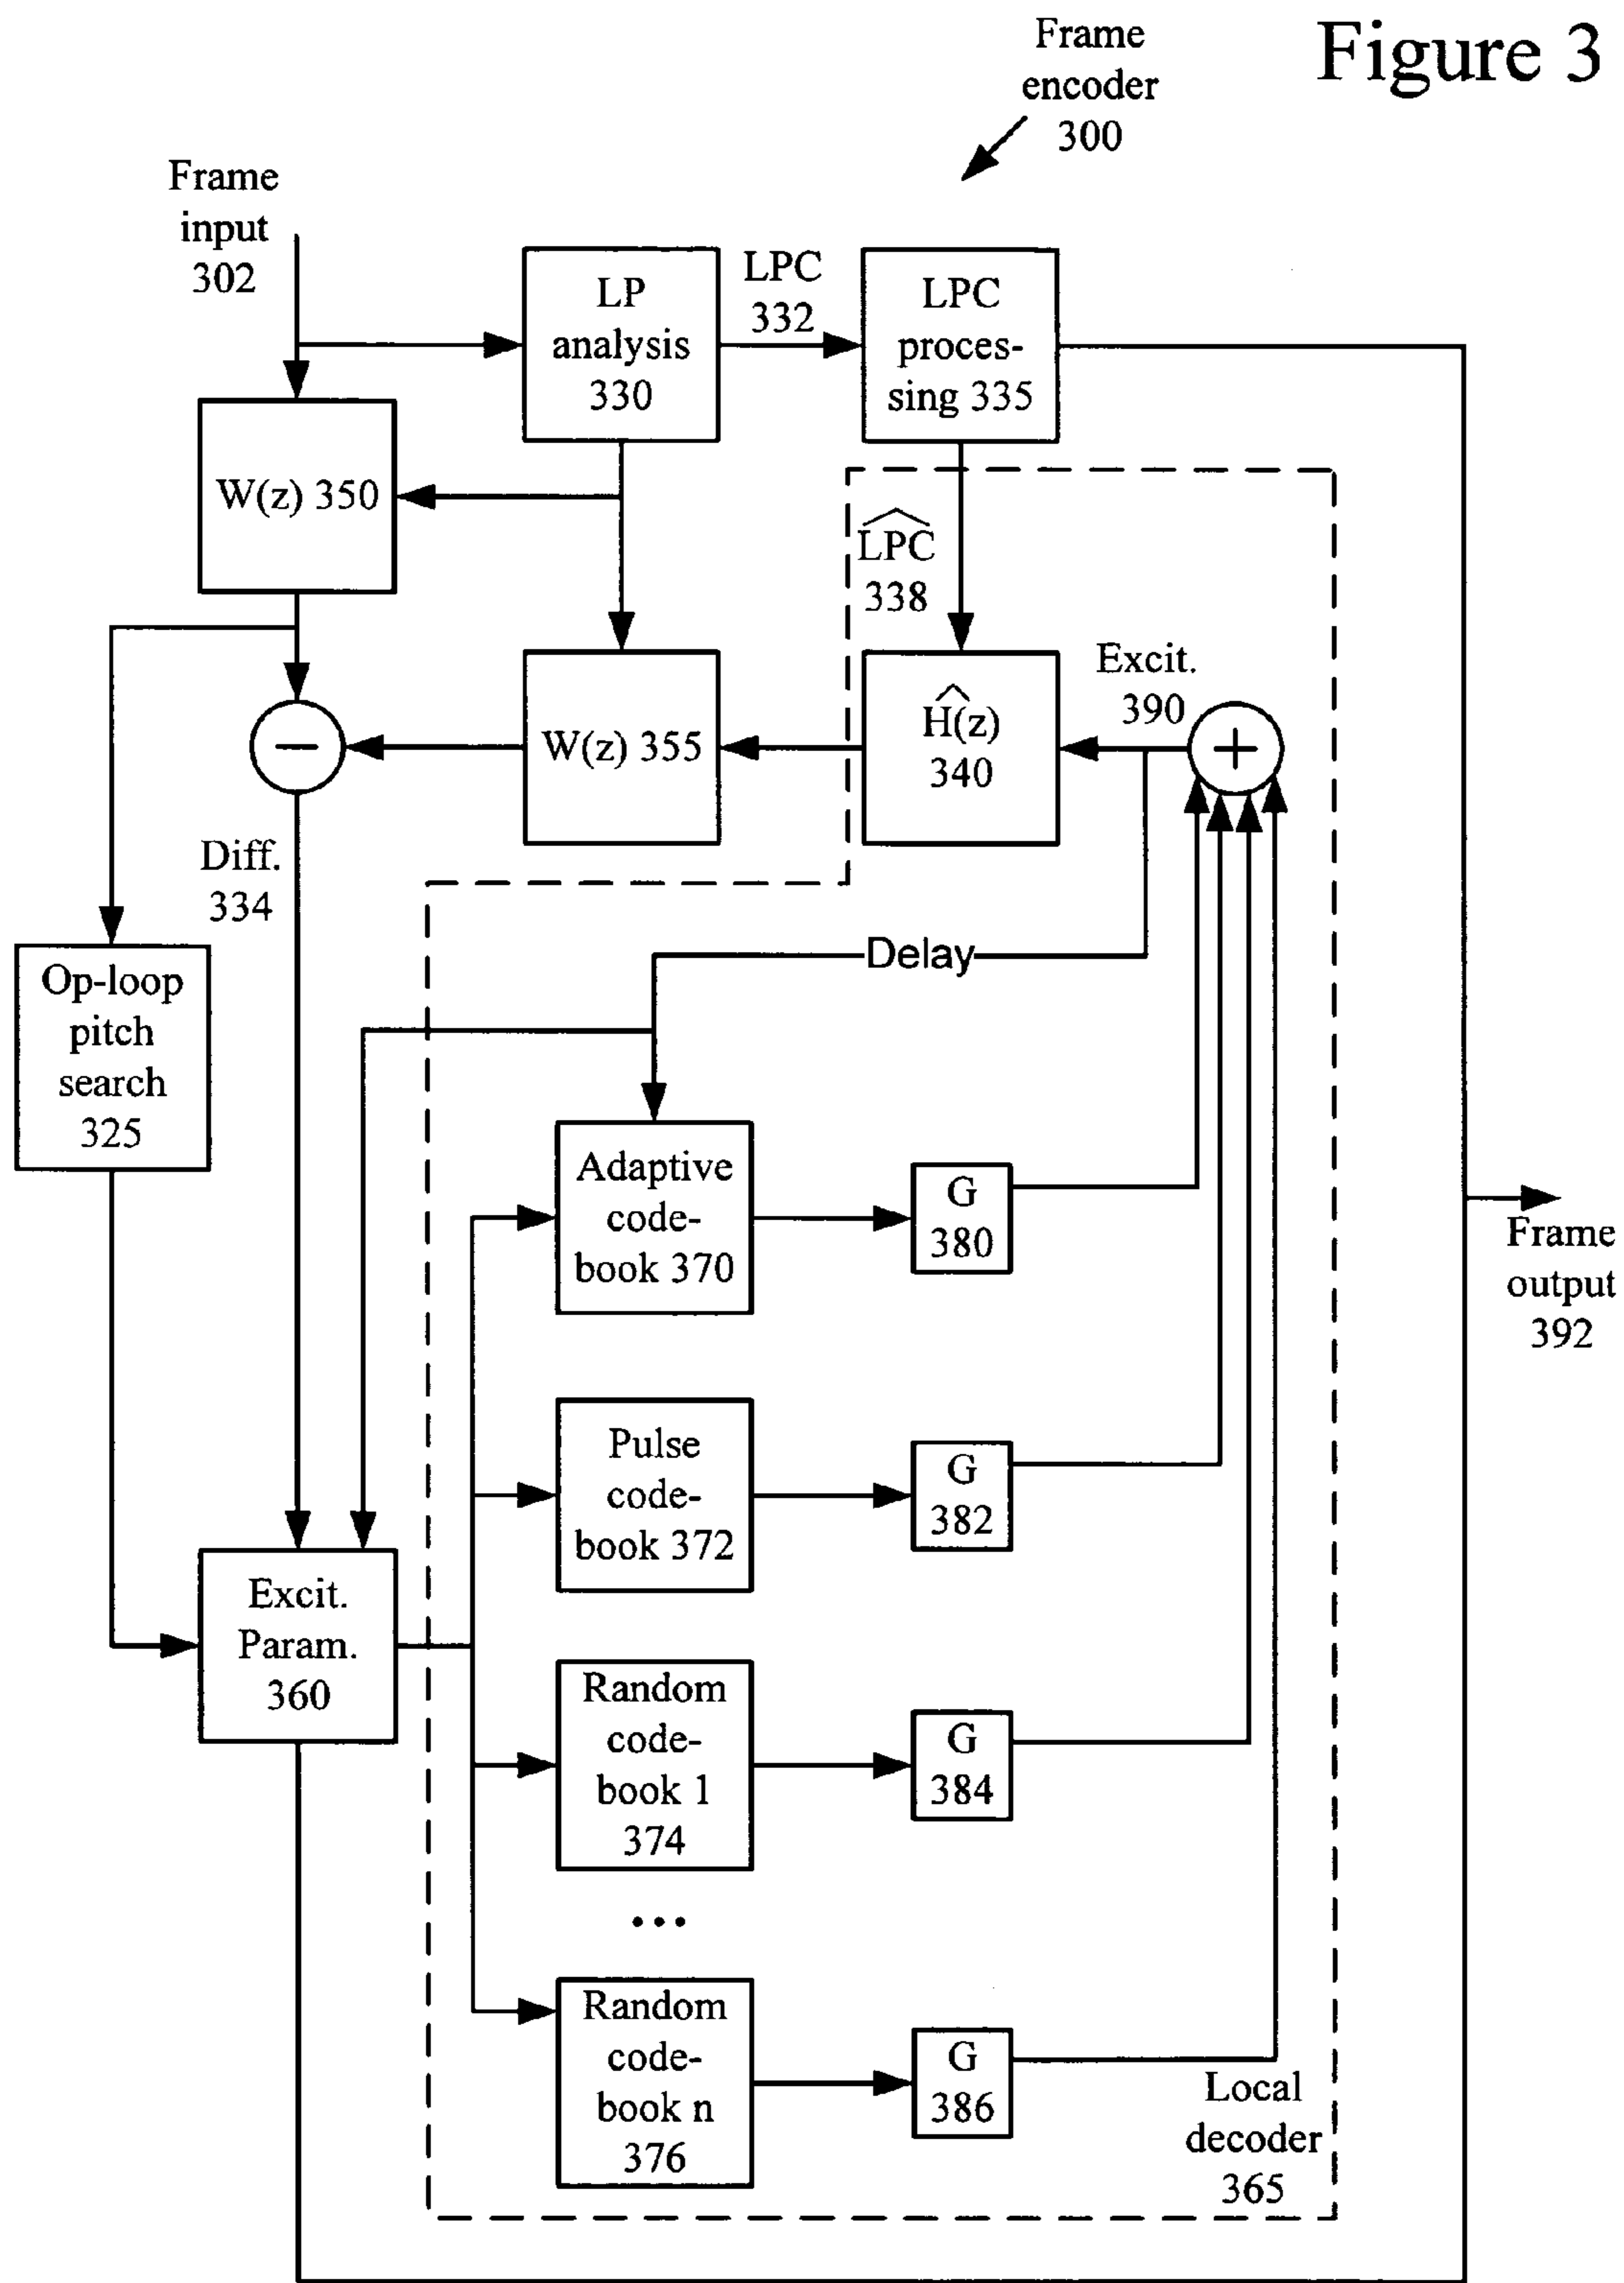 Figure 3
Frame
encoder
300
Frame
input
302
LP
analysis
330
LPC
332
LPC
proces-
sing 335
W(z) 350
L͡PC
338
W(z) 355
Ĥ(z)
340
Excit.
390
+
−
Diff.
334
Delay
Op-loop
pitch
search
325
Adaptive
code-
book 370
G
380
Frame
output
392
Pulse
code-
book 372
G
382
Excit.
Param.
360
Random
code-
book 1
374
G
384
...
Random
code-
book n
376
G
386
Local
decoder
365